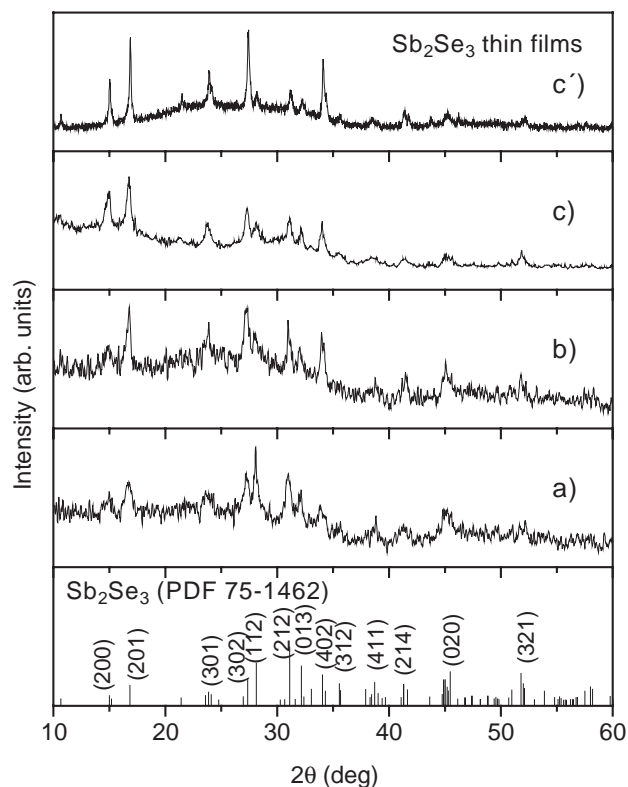 Sb₂Se₃ thin films
c´)
c)
b)
a)
Intensity (arb. units)
Sb₂Se₃ (PDF 75-1462)
(200)
(201)
(301)
(302)
(112)
(212)
(013)
(402)
(312)
(411)
(214)
(020)
(321)
10 20 30 40 50 60
2θ (deg)